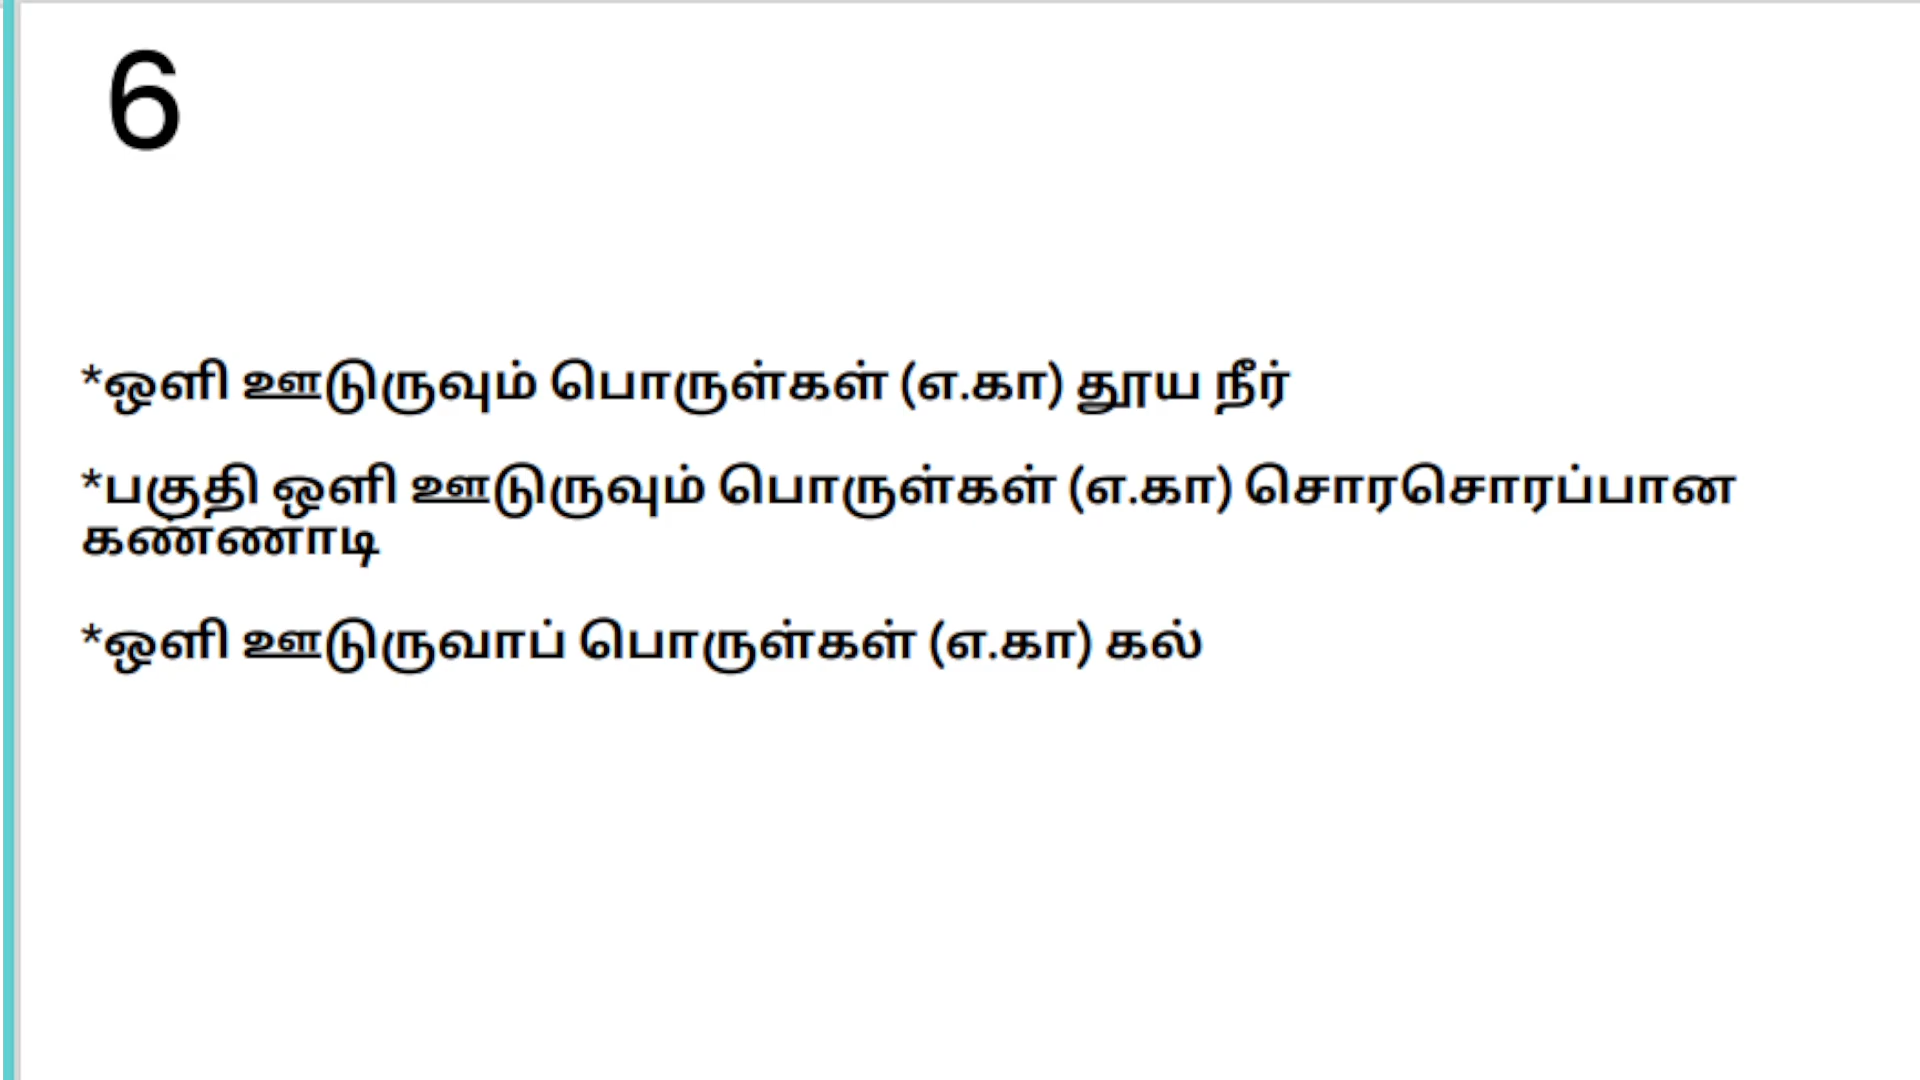 6
*ஒளி ஊடுருவும் பொருள்கள் (எ.கா) தூய நீர்
*பகுதி ஒளி ஊடுருவும் பொருள்கள் (எ.கா) சொரசொரப்பான
கண்ணாடி
*ஒளி ஊடுருவாப் பொருள்கள் (எ.கா) கல்